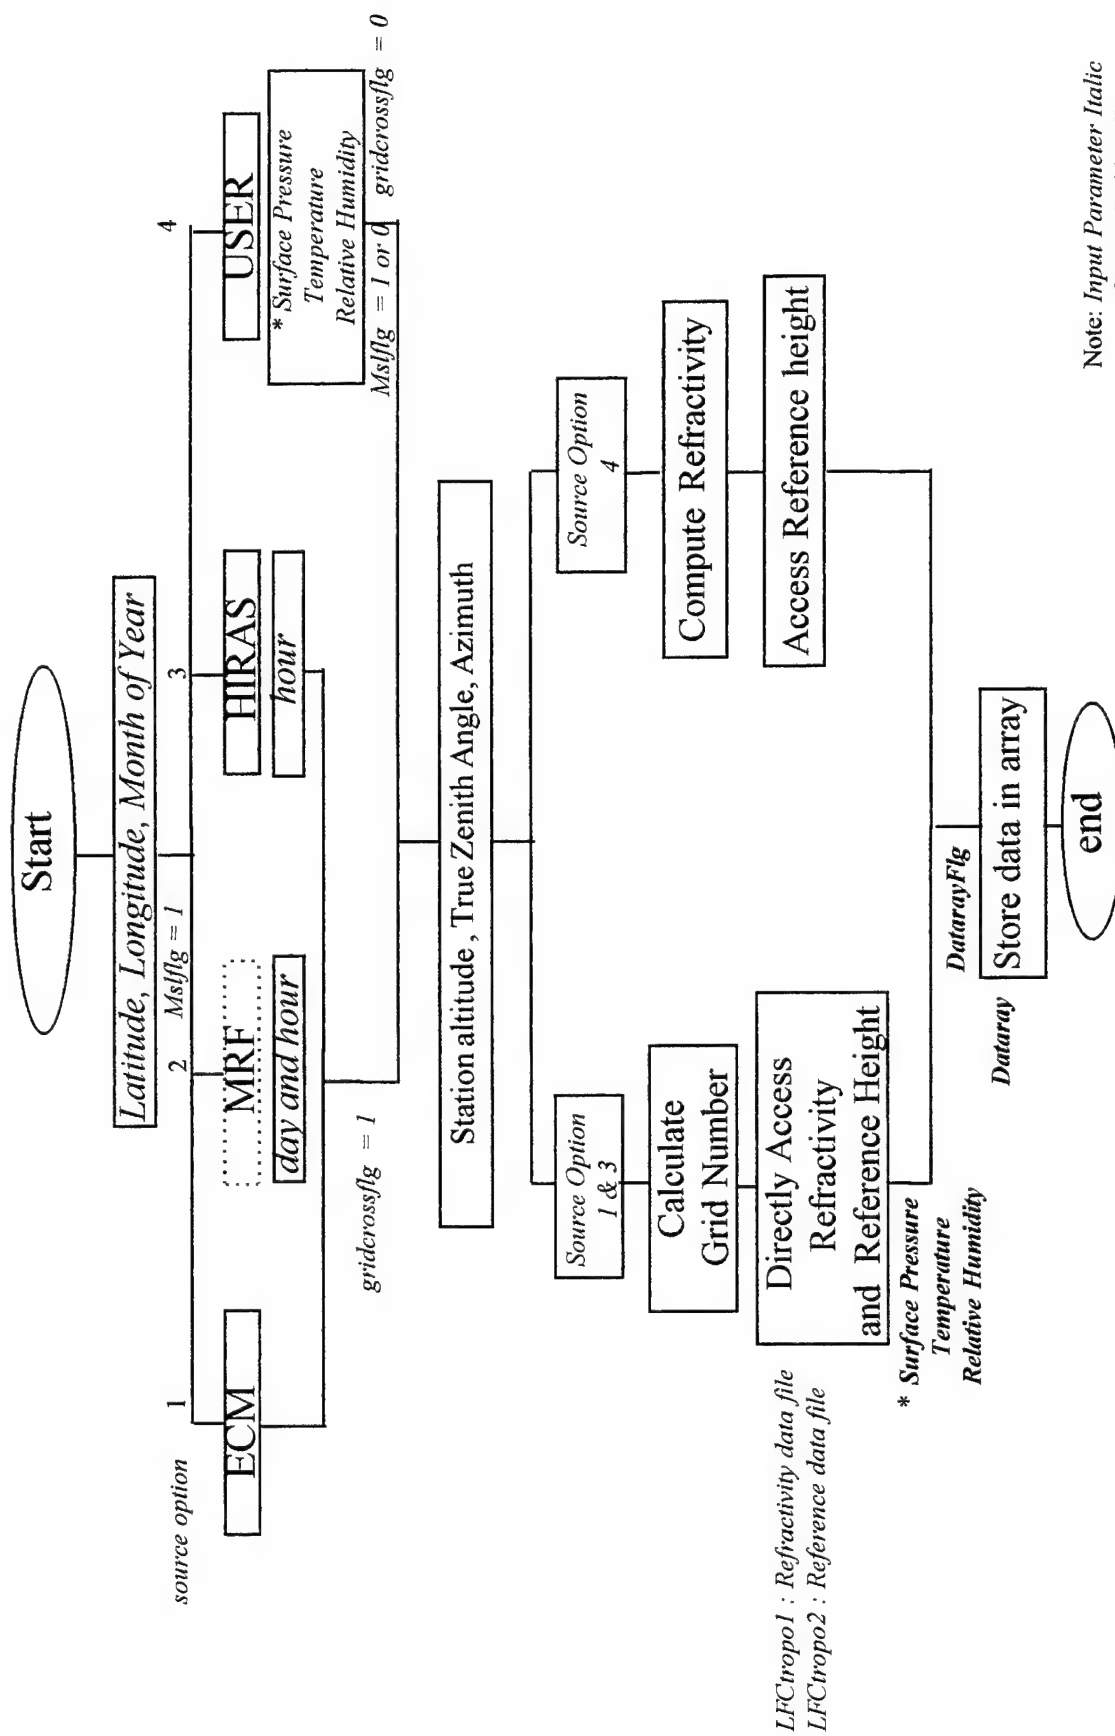 Start
Latitude, Longitude, Month of Year
Mslflg = 1
source option
1
2
3
4
ECM
MRF
HIRAS
USER
day and hour
hour
* Surface Pressure
Temperature
Relative Humidity
gridcrossflg = 1
Mslflg = 1 or 0 gridcrossflg = 0
Station altitude , True Zenith Angle, Azimuth
Source Option
1 & 3
Source Option
4
Calculate
Grid Number
Compute Refractivity
LFCtropo1 : Refractivity data file
LFCtropo2 : Reference data file
Directly Access
Refractivity
and Reference Height
Access Reference height
* Surface Pressure
Temperature
Relative Humidity
DatarayFlg
Dataray
Store data in array
end
Note: Input Parameter Italic